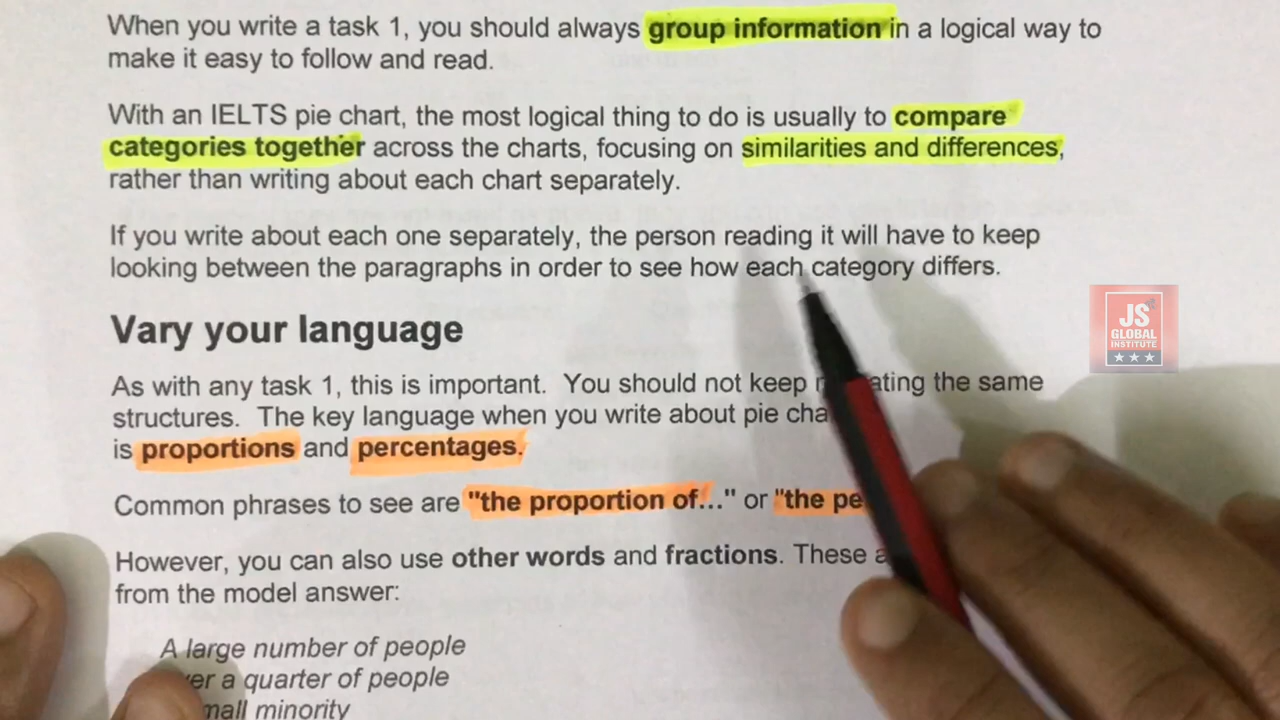 When you write a task 1, you should always group information in a logical way to
make it easy to follow and read.
With an IELTS pie chart, the most logical thing to do is usually to compare
categories together across the charts, focusing on similarities and differences,
rather than writing about each chart separately.
If you write about each one separately, the person reading it will have to keep
looking between the paragraphs in order to see how each category differs.
Vary your language
As with any task 1, this is important. You should not keep the same
structures. The key language when you write about pie
is proportions and percentages.
Common phrases to see are "the proportion of..." or "the
However, you can also use other words and fractions. These
from the model answer:
A large number of people
a quarter of people
minority
JS
GLOBAL
INSTITUTE